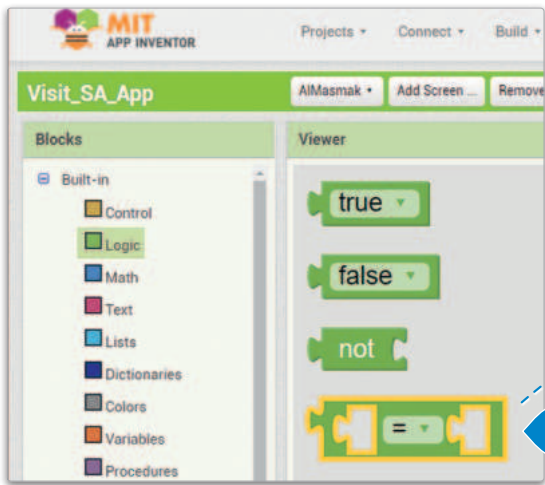 MIT
APP INVENTOR
Projects Connect Build
Visit_SA_App AlMasmak Add Screen ... Remove
Blocks Viewer
Built-in
Control
Logic
Math
Text
Lists
Dictionaries
Colors
Variables
Procedures
true
false
not
=